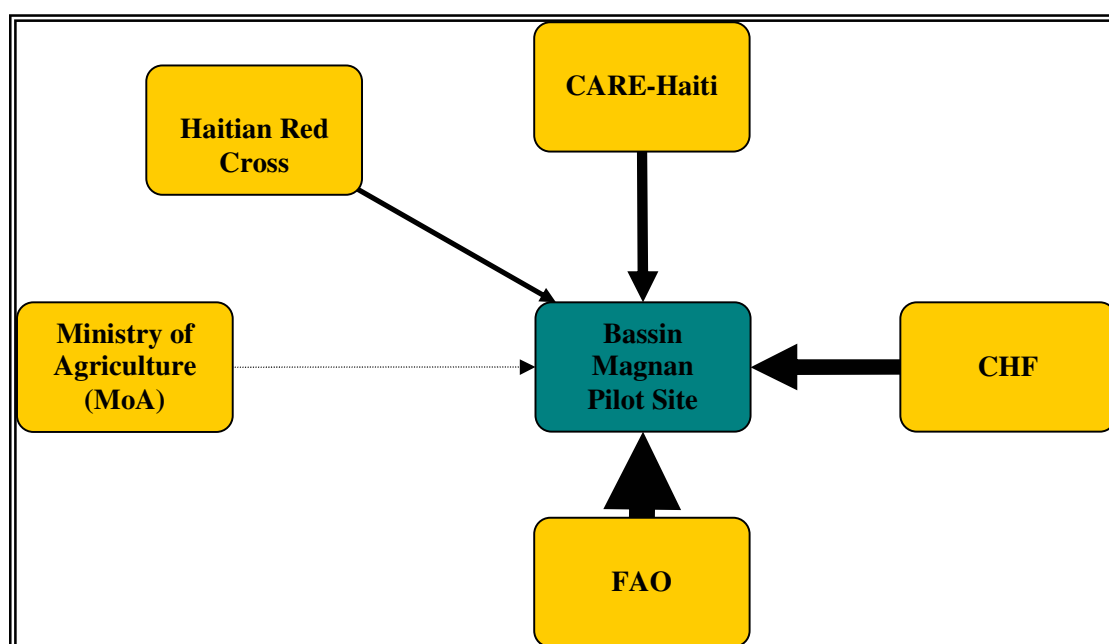 CARE-Haiti
Haitian Red
Cross
Ministry of
Agriculture
(MoA)
Bassin
Magnan
Pilot Site
CHF
FAO